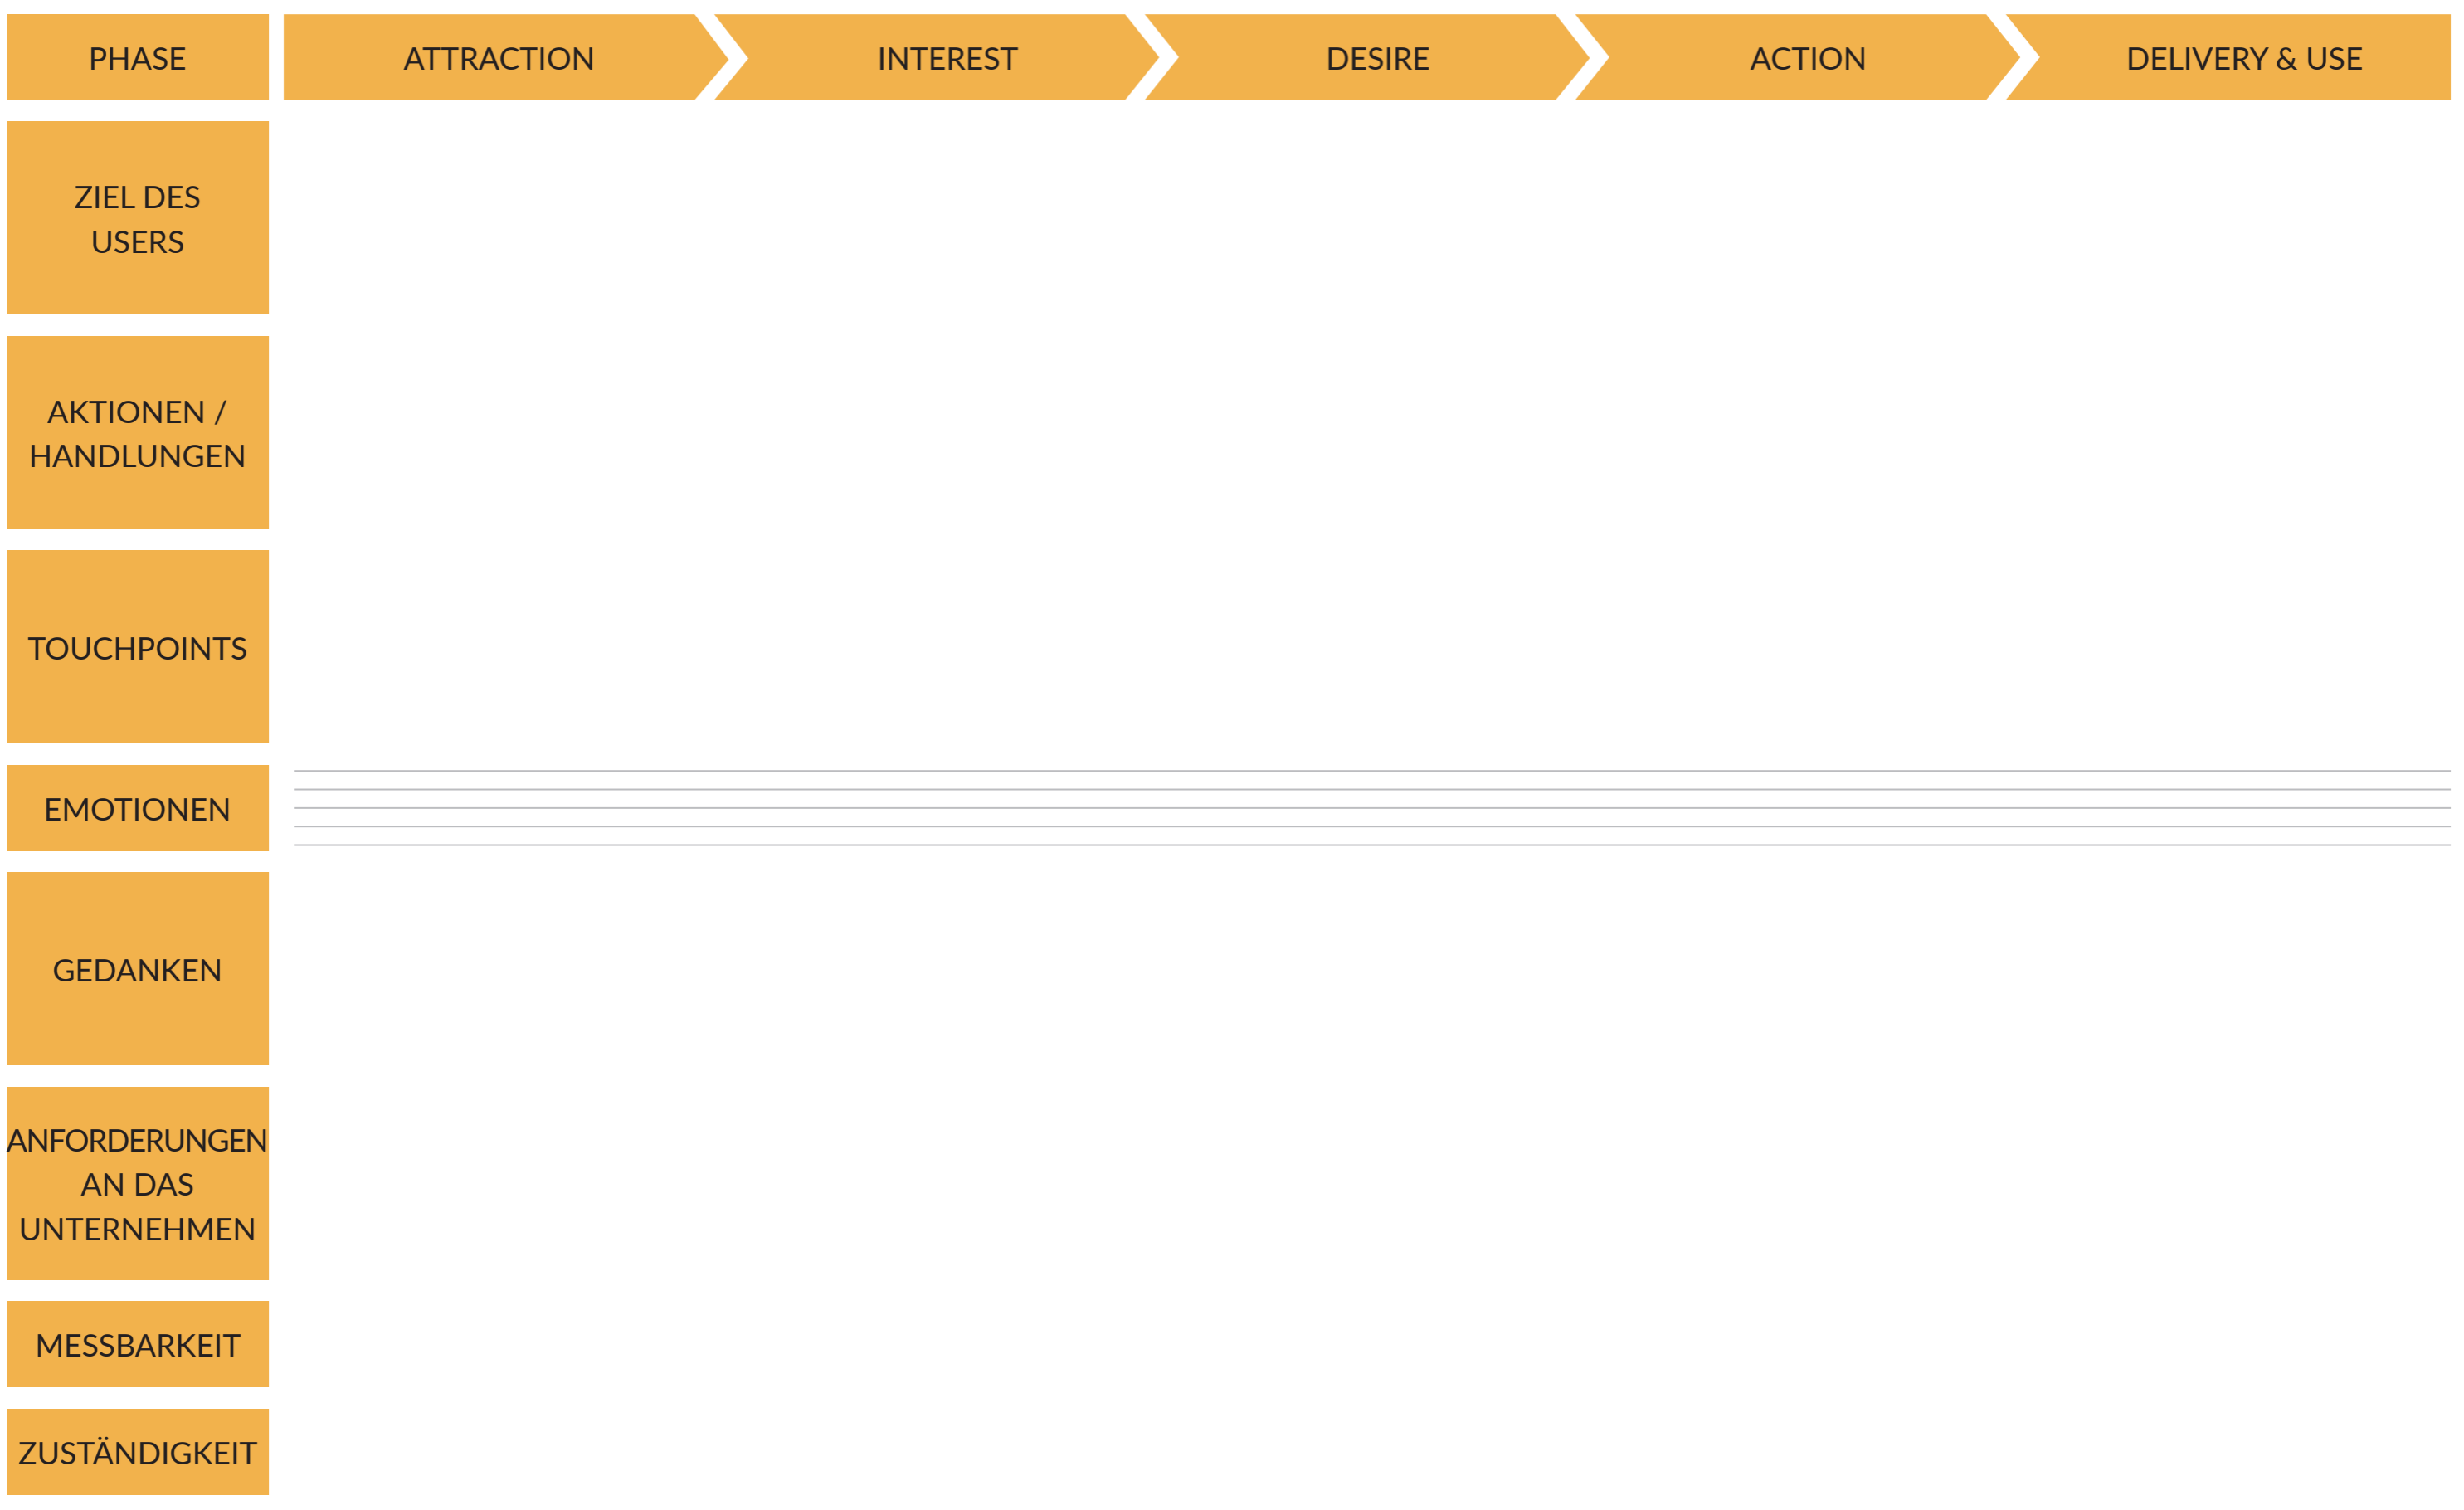 PHASE
ATTRACTION
INTEREST
DESIRE
ACTION
DELIVERY & USE
ZIEL DES
USERS
AKTIONEN /
HANDLUNGEN
TOUCHPOINTS
EMOTIONEN
GEDANKEN
ANFORDERUNGEN
AN DAS
UNTERNEHMEN
MESSBARKEIT
ZUSTÄNDIGKEIT